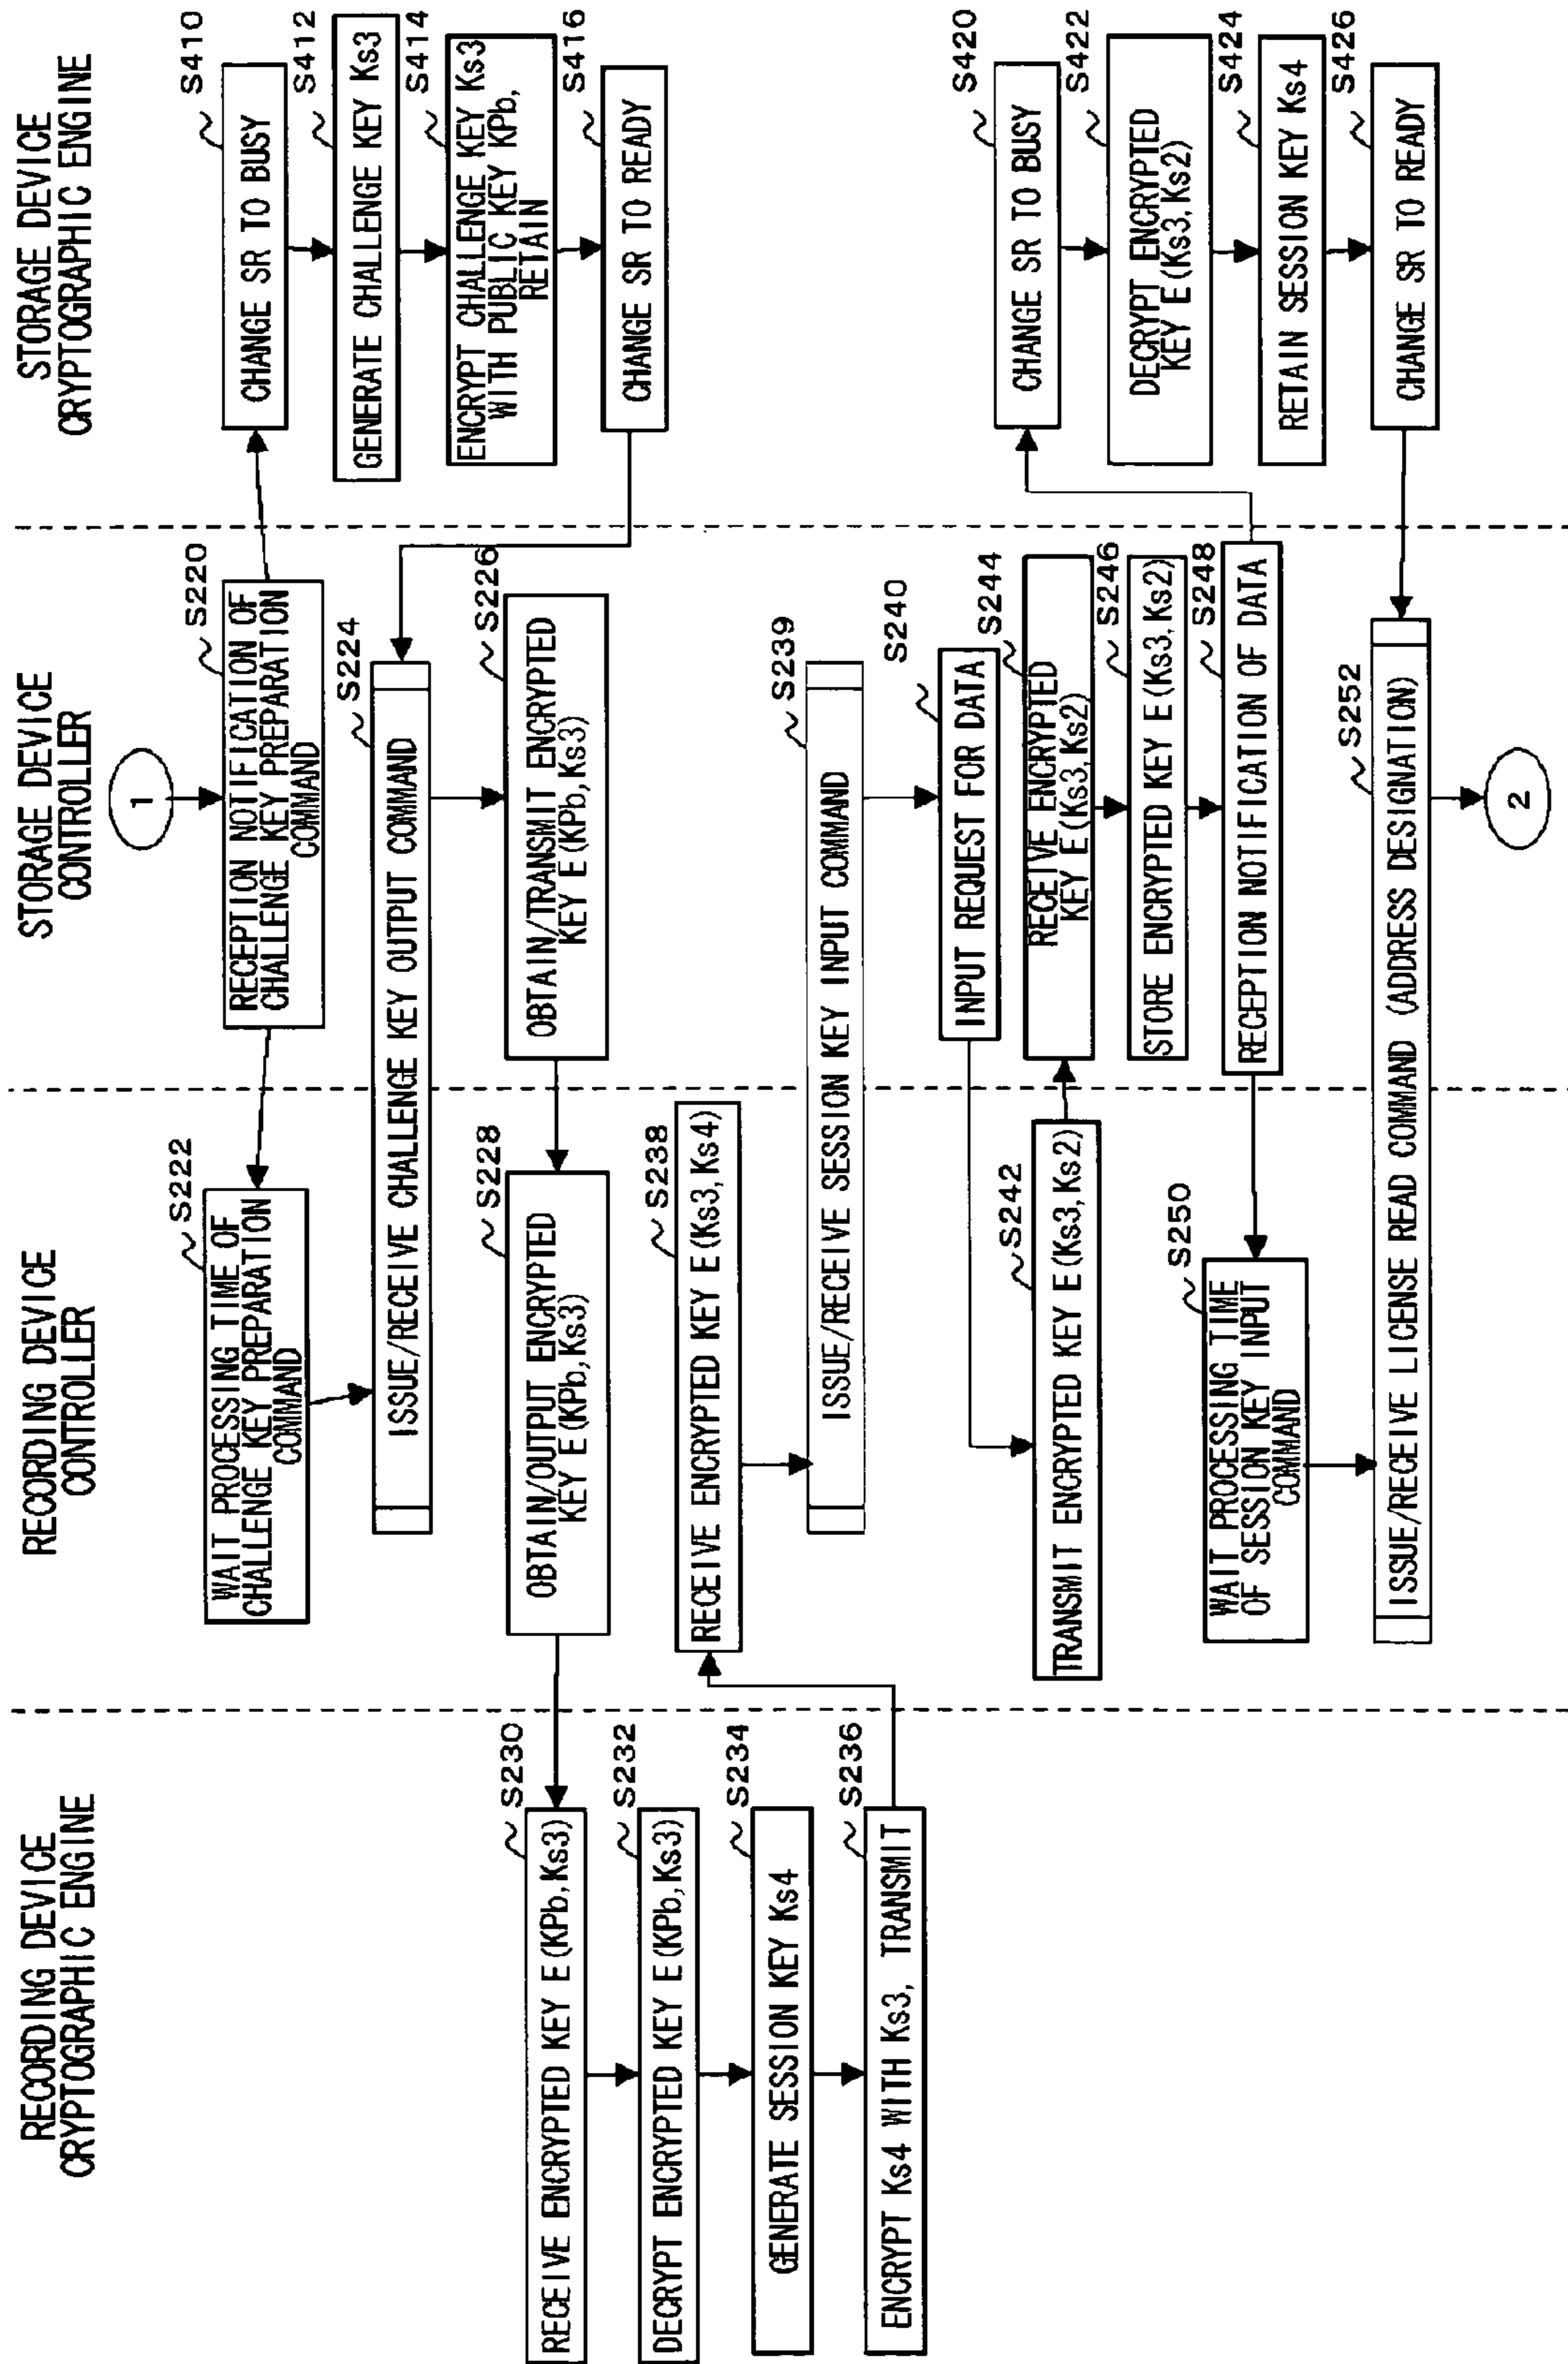 RECORDING DEVICE
CRYPTOGRAPHIC ENGINE
RECORDING DEVICE
CONTROLLER
STORAGE DEVICE
CONTROLLER
STORAGE DEVICE
CRYPTOGRAPHIC ENGINE
1
S220
RECEPTION NOTIFICATION OF
CHALLENGE KEY PREPARATION
COMMAND
S410
CHANGE SR TO BUSY
S412
GENERATE CHALLENGE KEY Ks3
S414
ENCRYPT CHALLENGE KEY Ks3
WITH PUBLIC KEY KPb,
RETAIN
S416
CHANGE SR TO READY
S222
WAIT PROCESSING TIME OF
CHALLENGE KEY PREPARATION
COMMAND
S224
ISSUE/RECEIVE CHALLENGE KEY OUTPUT COMMAND
S226
OBTAIN/TRANSMIT ENCRYPTED
KEY E(KPb,Ks3)
S228
OBTAIN/OUTPUT ENCRYPTED
KEY E(KPb,Ks3)
S230
RECEIVE ENCRYPTED KEY E(KPb,Ks3)
S232
DECRYPT ENCRYPTED KEY E(KPb,Ks3)
S234
GENERATE SESSION KEY Ks4
S236
ENCRYPT Ks4 WITH Ks3, TRANSMIT
S238
RECEIVE ENCRYPTED KEY E(Ks3,Ks4)
S239
ISSUE/RECEIVE SESSION KEY INPUT COMMAND
S240
INPUT REQUEST FOR DATA
S242
TRANSMIT ENCRYPTED KEY E(Ks3,Ks2)
S244
RECEIVE ENCRYPTED
KEY E(Ks3,Ks2)
S246
STORE ENCRYPTED KEY E(Ks3,Ks2)
S248
RECEPTION NOTIFICATION OF DATA
S420
CHANGE SR TO BUSY
S422
DECRYPT ENCRYPTED
KEY E(Ks3,Ks2)
S424
RETAIN SESSION KEY Ks4
S426
CHANGE SR TO READY
S250
WAIT PROCESSING TIME
OF SESSION KEY INPUT
COMMAND
S252
ISSUE/RECEIVE LICENSE READ COMMAND (ADDRESS DESIGNATION)
2